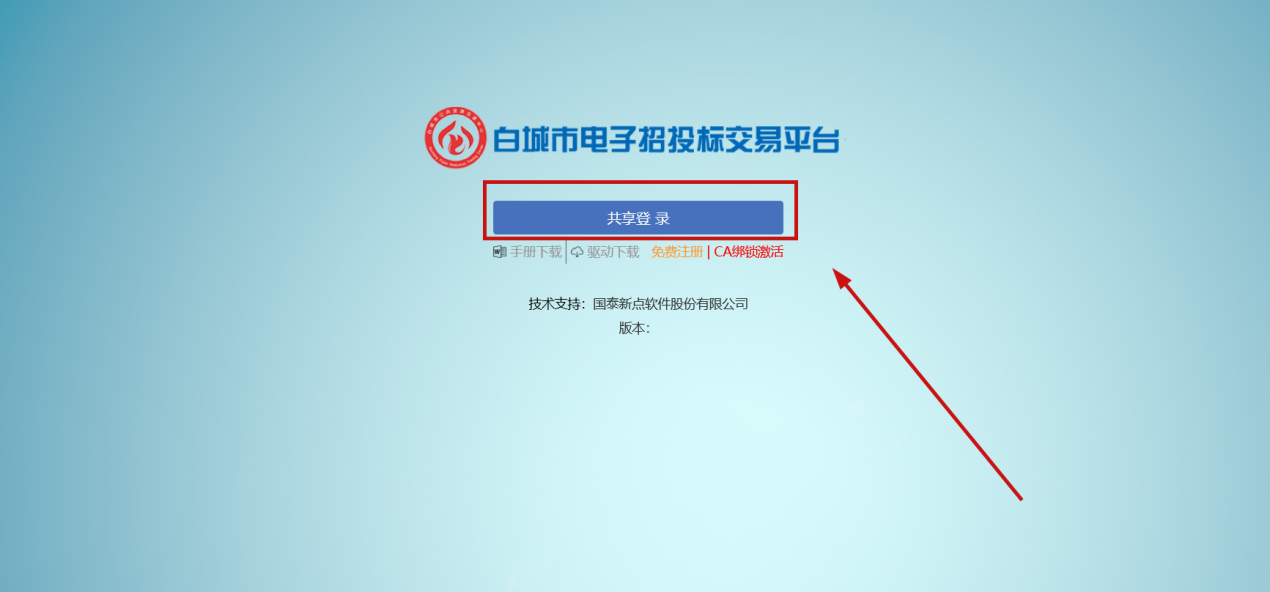 白城市电子招投标交易平台
共享登 录
手册下载 驱动下载 免费注册 | CA绑锁激活
技术支持：国泰新点软件股份有限公司
版本：